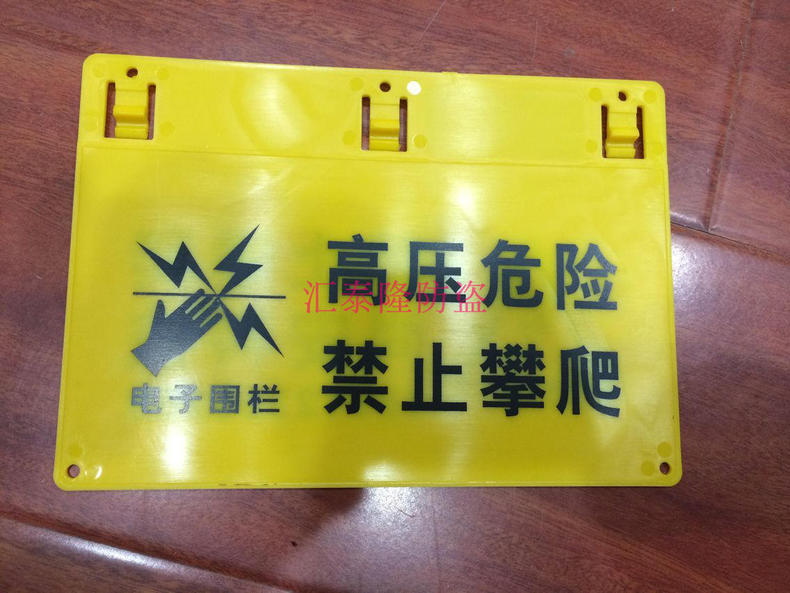 高压危险
汇泰隆防盗
禁止攀爬
电子围栏